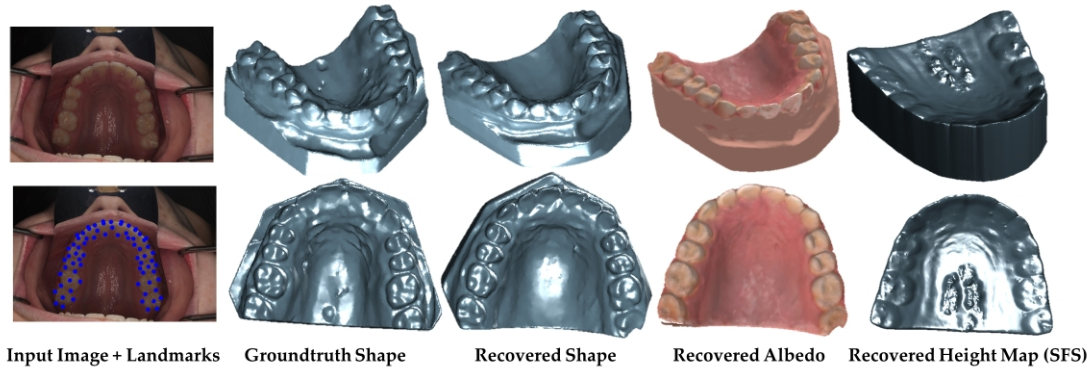 Input Image + Landmarks
Groundtruth Shape
Recovered Shape
Recovered Albedo
Recovered Height Map (SFS)